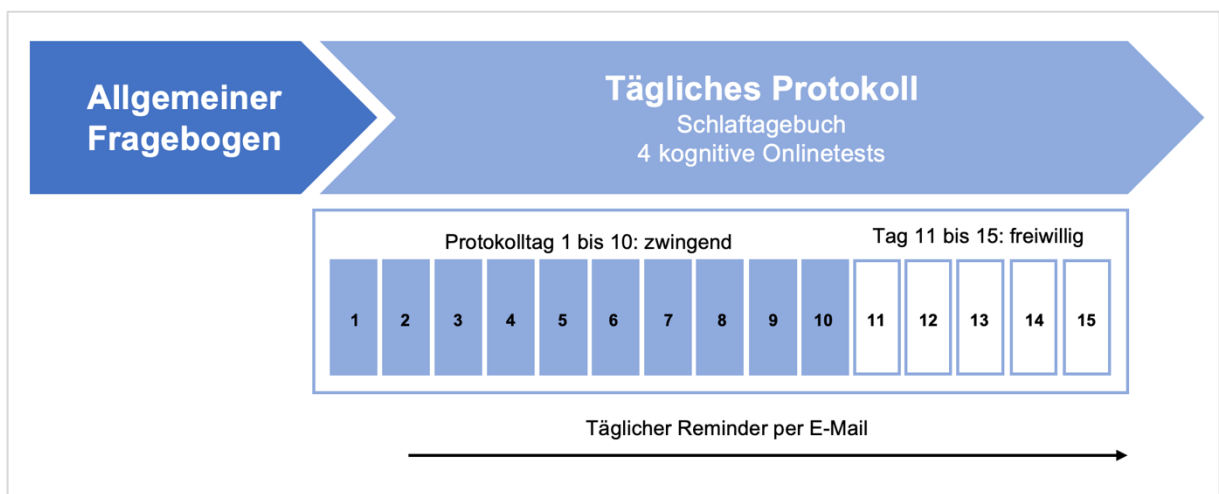 Allgemeiner
Fragebogen
Tägliches Protokoll
Schlaftagebuch
4 kognitive Onlinetests
Protokolltag 1 bis 10: zwingend
Tag 11 bis 15: freiwillig
1 2 3 4 5 6 7 8 9 10 11 12 13 14 15
Täglicher Reminder per E-Mail